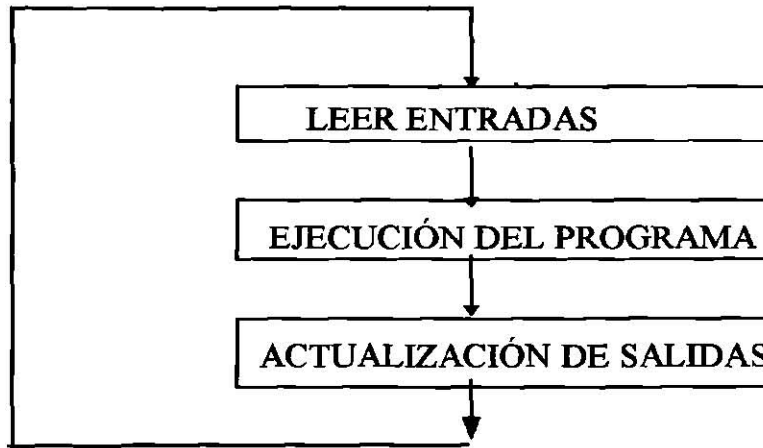 LEER ENTRADAS
EJECUCIÓN DEL PROGRAMA
ACTUALIZACIÓN DE SALIDAS